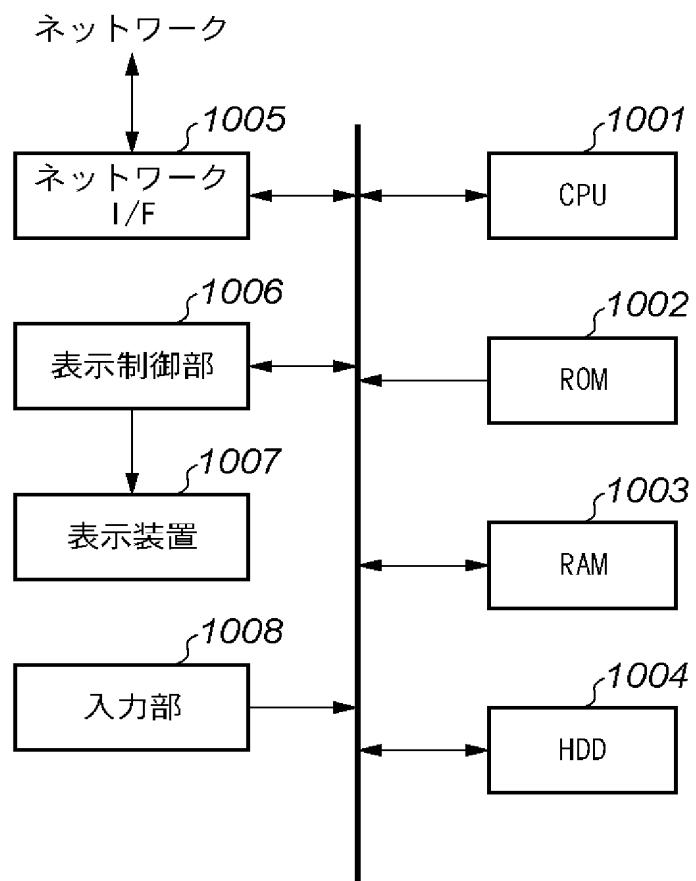 ネットワーク
1005
ネットワーク
I/F
1006
表示制御部
1007
表示装置
1008
入力部
1001
CPU
1002
ROM
1003
RAM
1004
HDD